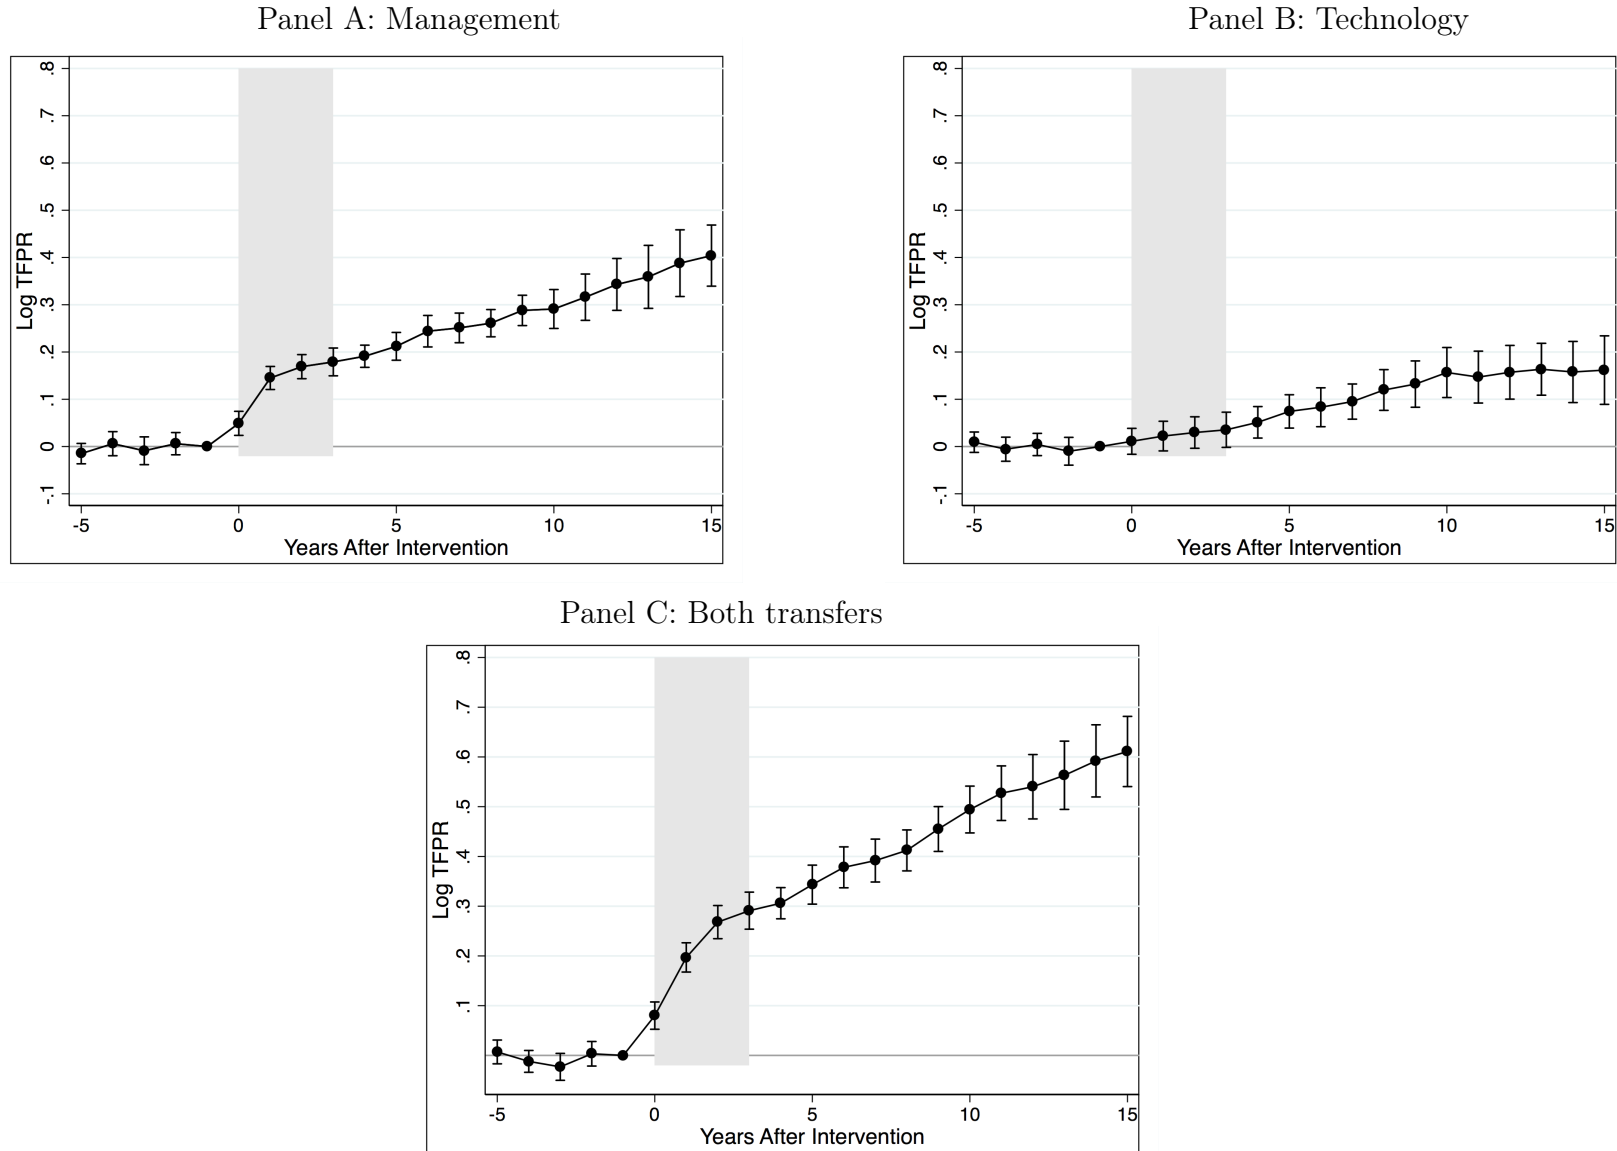 Panel A: Management
.8
.7
.6
.5
.4
.3
.2
.1
0
-.1
Log TFPR
-5 0 5 10 15
Years After Intervention
Panel B: Technology
.8
.7
.6
.5
.4
.3
.2
.1
0
-.1
Log TFPR
-5 0 5 10 15
Years After Intervention
Panel C: Both transfers
.8
.7
.6
.5
.4
.3
.2
.1
Log TFPR
-5 0 5 10 15
Years After Intervention